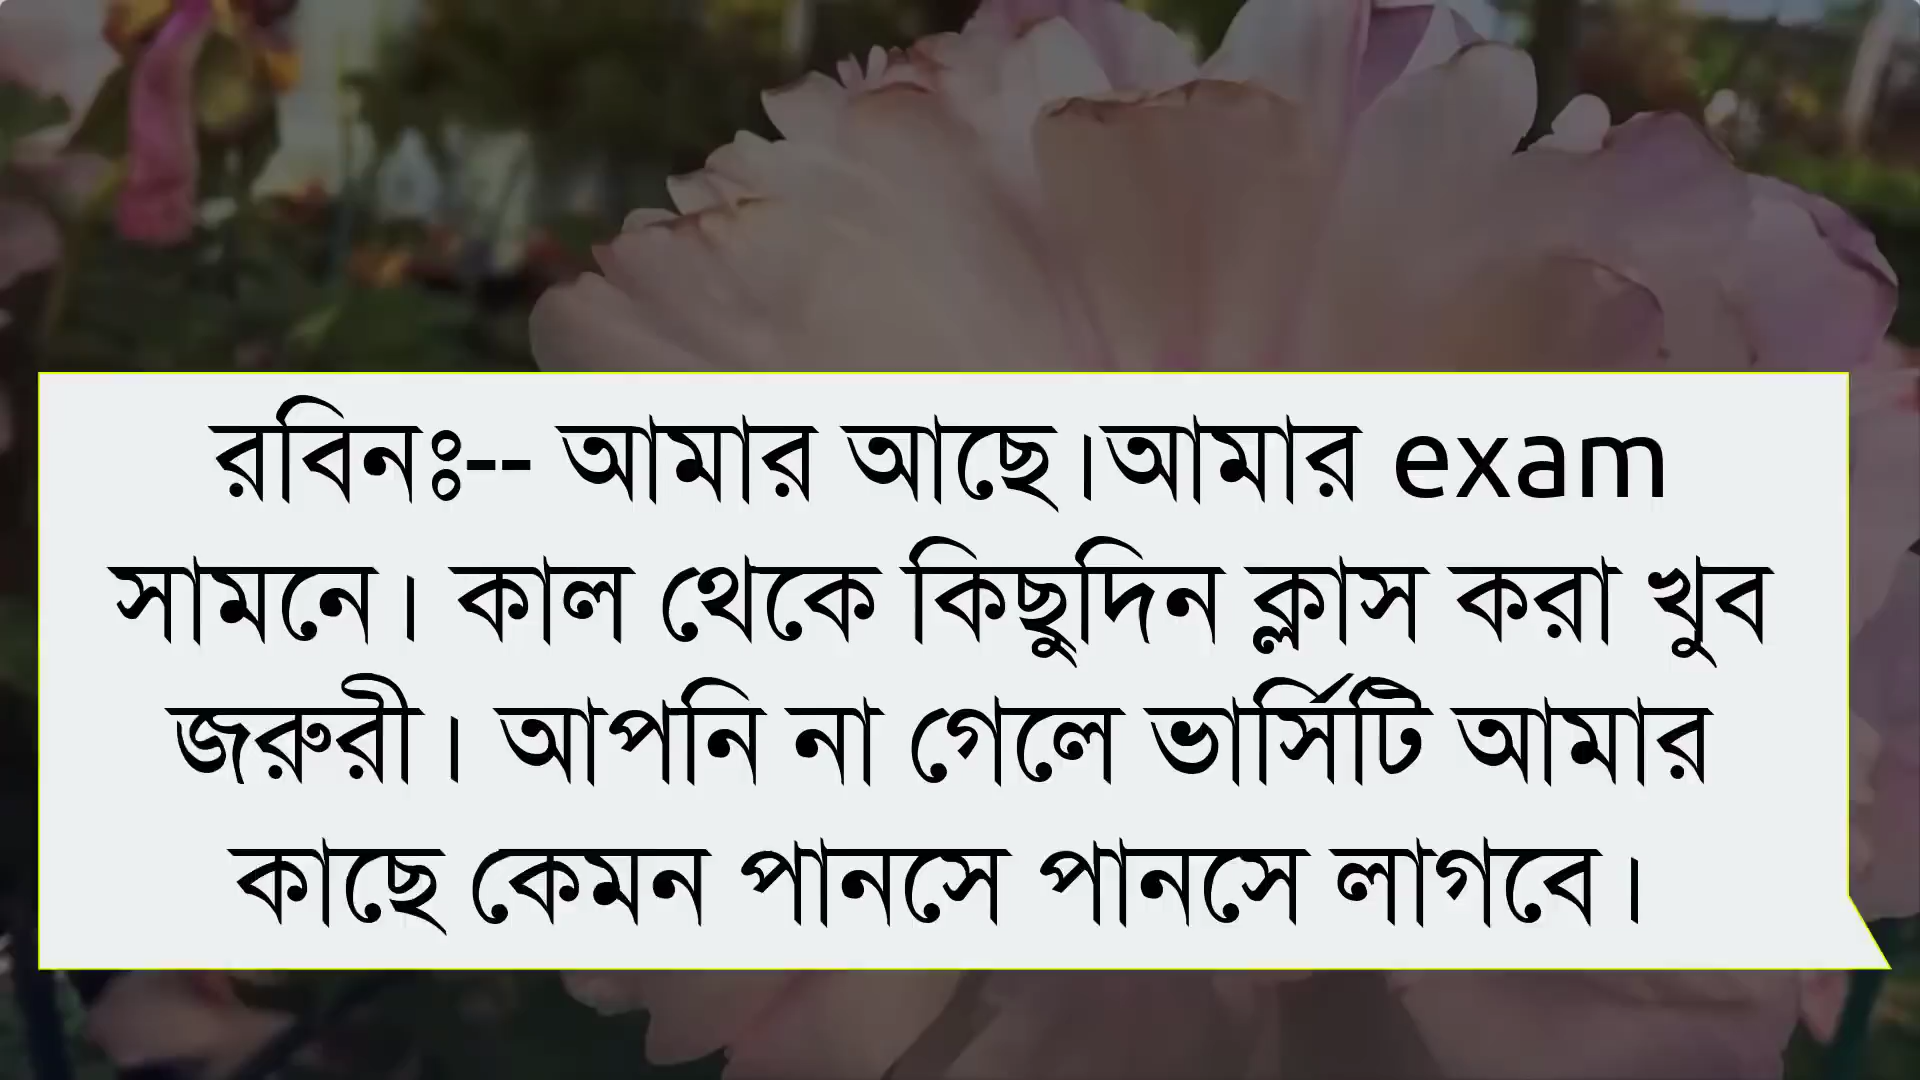 রবিনঃ-- আমার আছে।আমার exam
সামনে। কাল থেকে কিছুদিন ক্লাস করা খুব
জরুরী। আপনি না গেলে ভার্সিটি আমার
কাছে কেমন পানসে পানসে লাগবে।